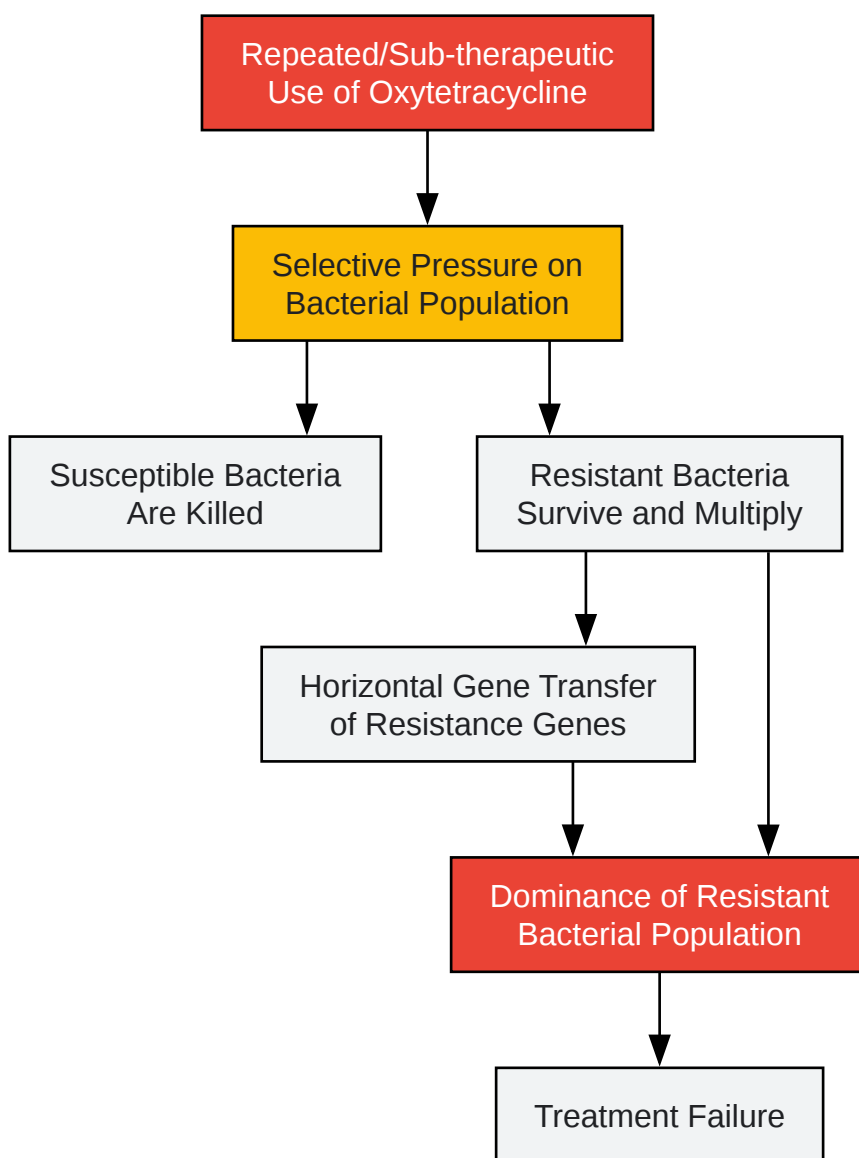 Repeated/Sub-therapeutic
Use of Oxytetracycline
Selective Pressure on
Bacterial Population
Susceptible Bacteria
Are Killed
Resistant Bacteria
Survive and Multiply
Horizontal Gene Transfer
of Resistance Genes
Dominance of Resistant
Bacterial Population
Treatment Failure